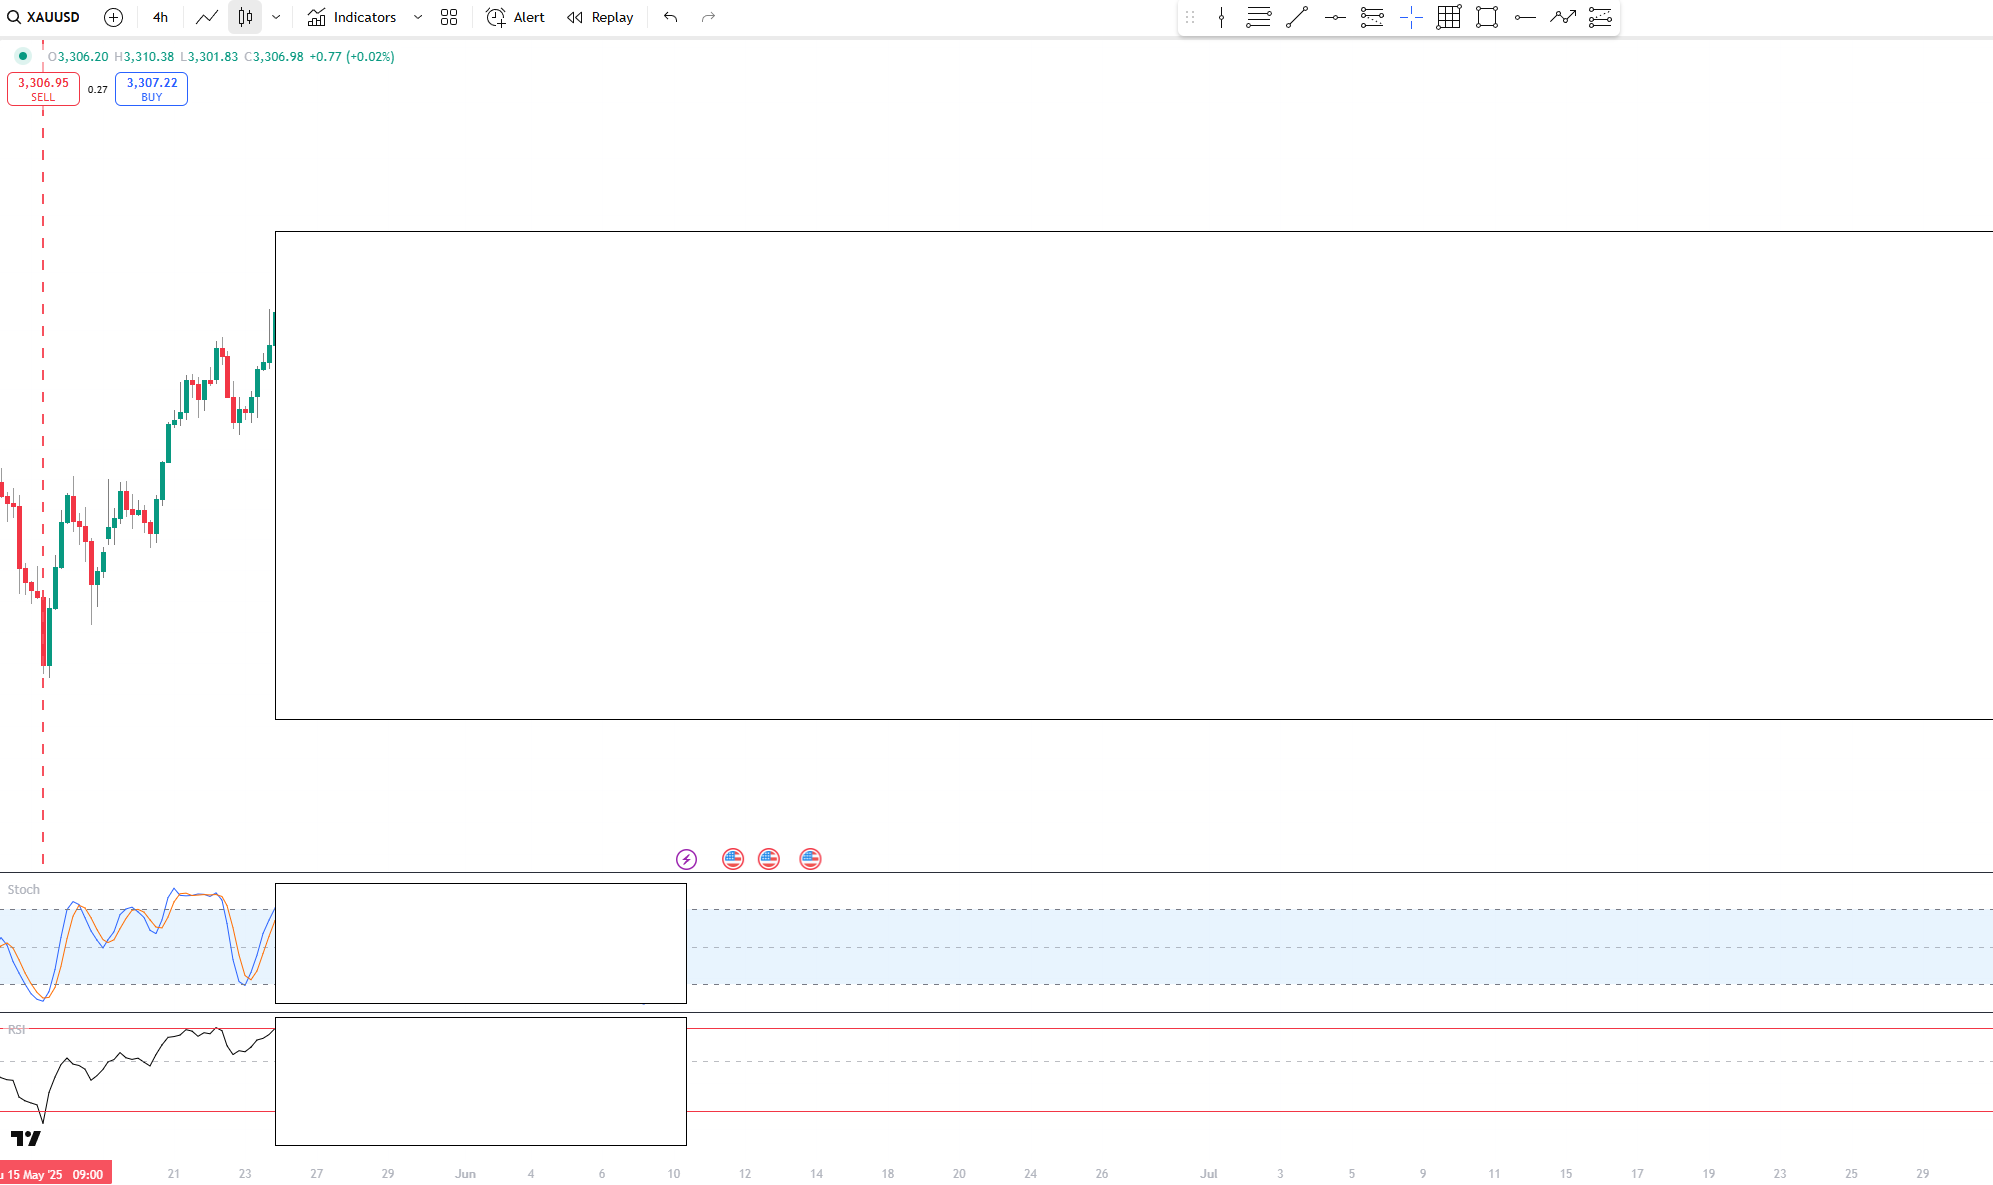 XAUUSD 4h Indicators Alert Replay
O3,306.20 H3,310.38 L3,301.83 C3,306.98 +0.77 (+0.02%)
3,306.95 0.27 3,307.22
SELL BUY
Stoch
RSI
15 May '25 09:00 21 23 27 29 Jun 4 6 10 12 14 18 20 24 26 Jul 3 5 9 11 15 17 19 23 25 29